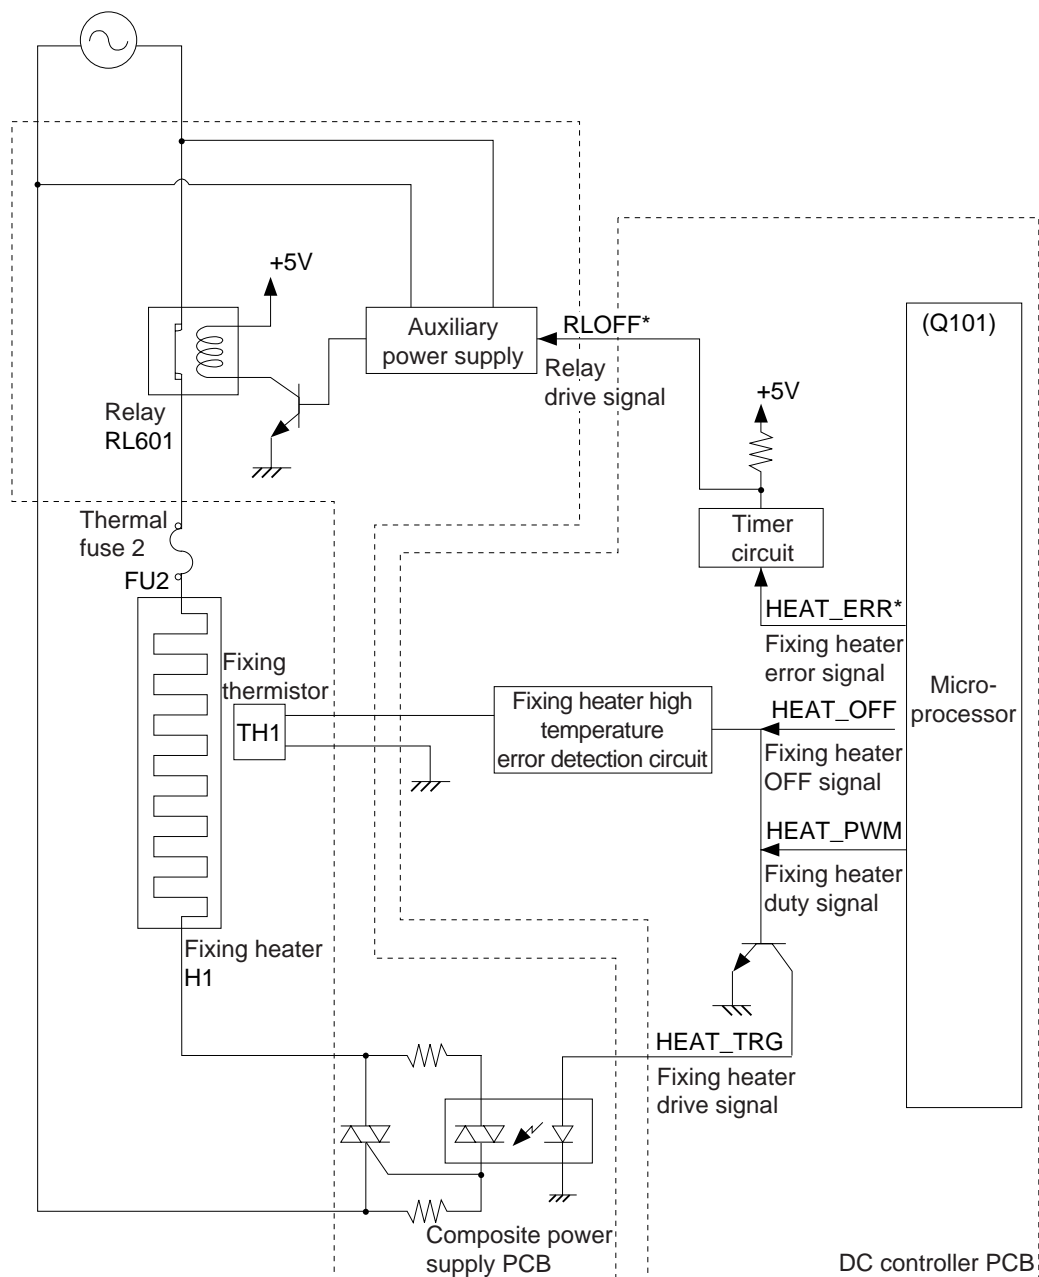 +5V
(Q101)
Auxiliary
power supply
RLOFF*
Relay
drive signal
+5V
Relay
RL601
Thermal
fuse 2
FU2
Timer
circuit
HEAT_ERR*
Fixing heater
error signal
Fixing
thermistor
TH1
Fixing heater high
temperature
error detection circuit
HEAT_OFF
Fixing heater
OFF signal
Micro-
processor
HEAT_PWM
Fixing heater
duty signal
Fixing heater
H1
HEAT_TRG
Fixing heater
drive signal
Composite power
supply PCB
DC controller PCB